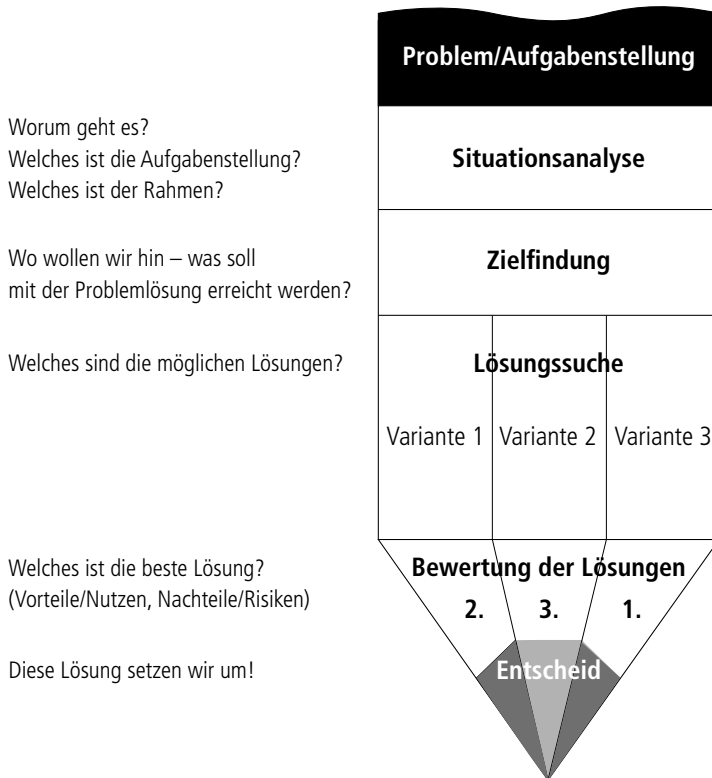 Problem/Aufgabenstellung
Worum geht es?
Welches ist die Aufgabenstellung?
Welches ist der Rahmen?
Situationsanalyse
Wo wollen wir hin – was soll
mit der Problemlösung erreicht werden?
Zielfindung
Welches sind die möglichen Lösungen?
Lösungssuche
Variante 1
Variante 2
Variante 3
Welches ist die beste Lösung?
(Vorteile/Nutzen, Nachteile/Risiken)
Bewertung der Lösungen
2.
3.
1.
Diese Lösung setzen wir um!
Entscheid